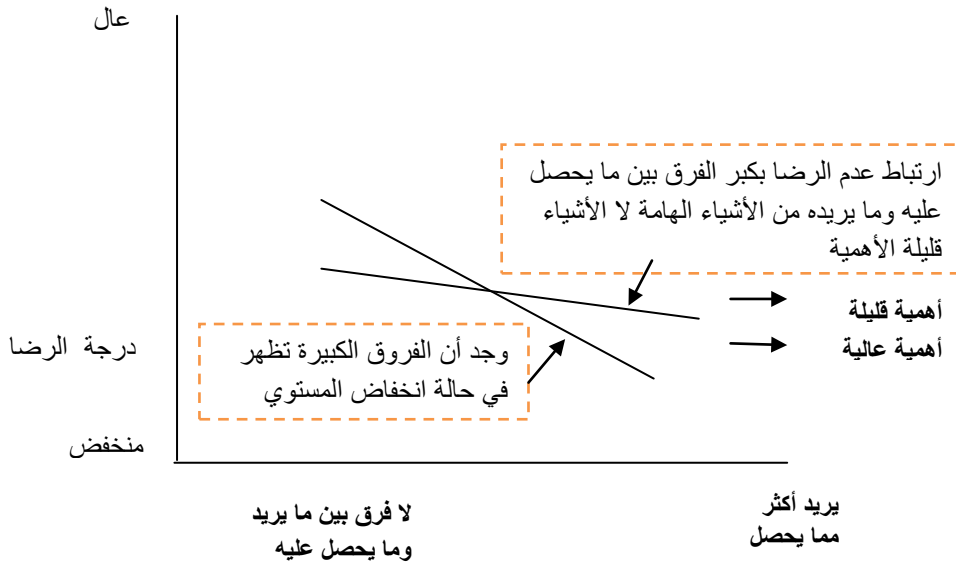 عال
ارتباط عدم الرضا بكبر الفرق بين ما يحصل
عليه وما يريده من الأشياء الهامة لا الأشياء
قليلة الأهمية
أهمية قليلة
أهمية عالية
درجة الرضا
وجد أن الفروق الكبيرة تظهر
في حالة انخفاض المستوي
منخفض
يريد أكثر
مما يحصل
لا فرق بين ما يريد
وما يحصل عليه